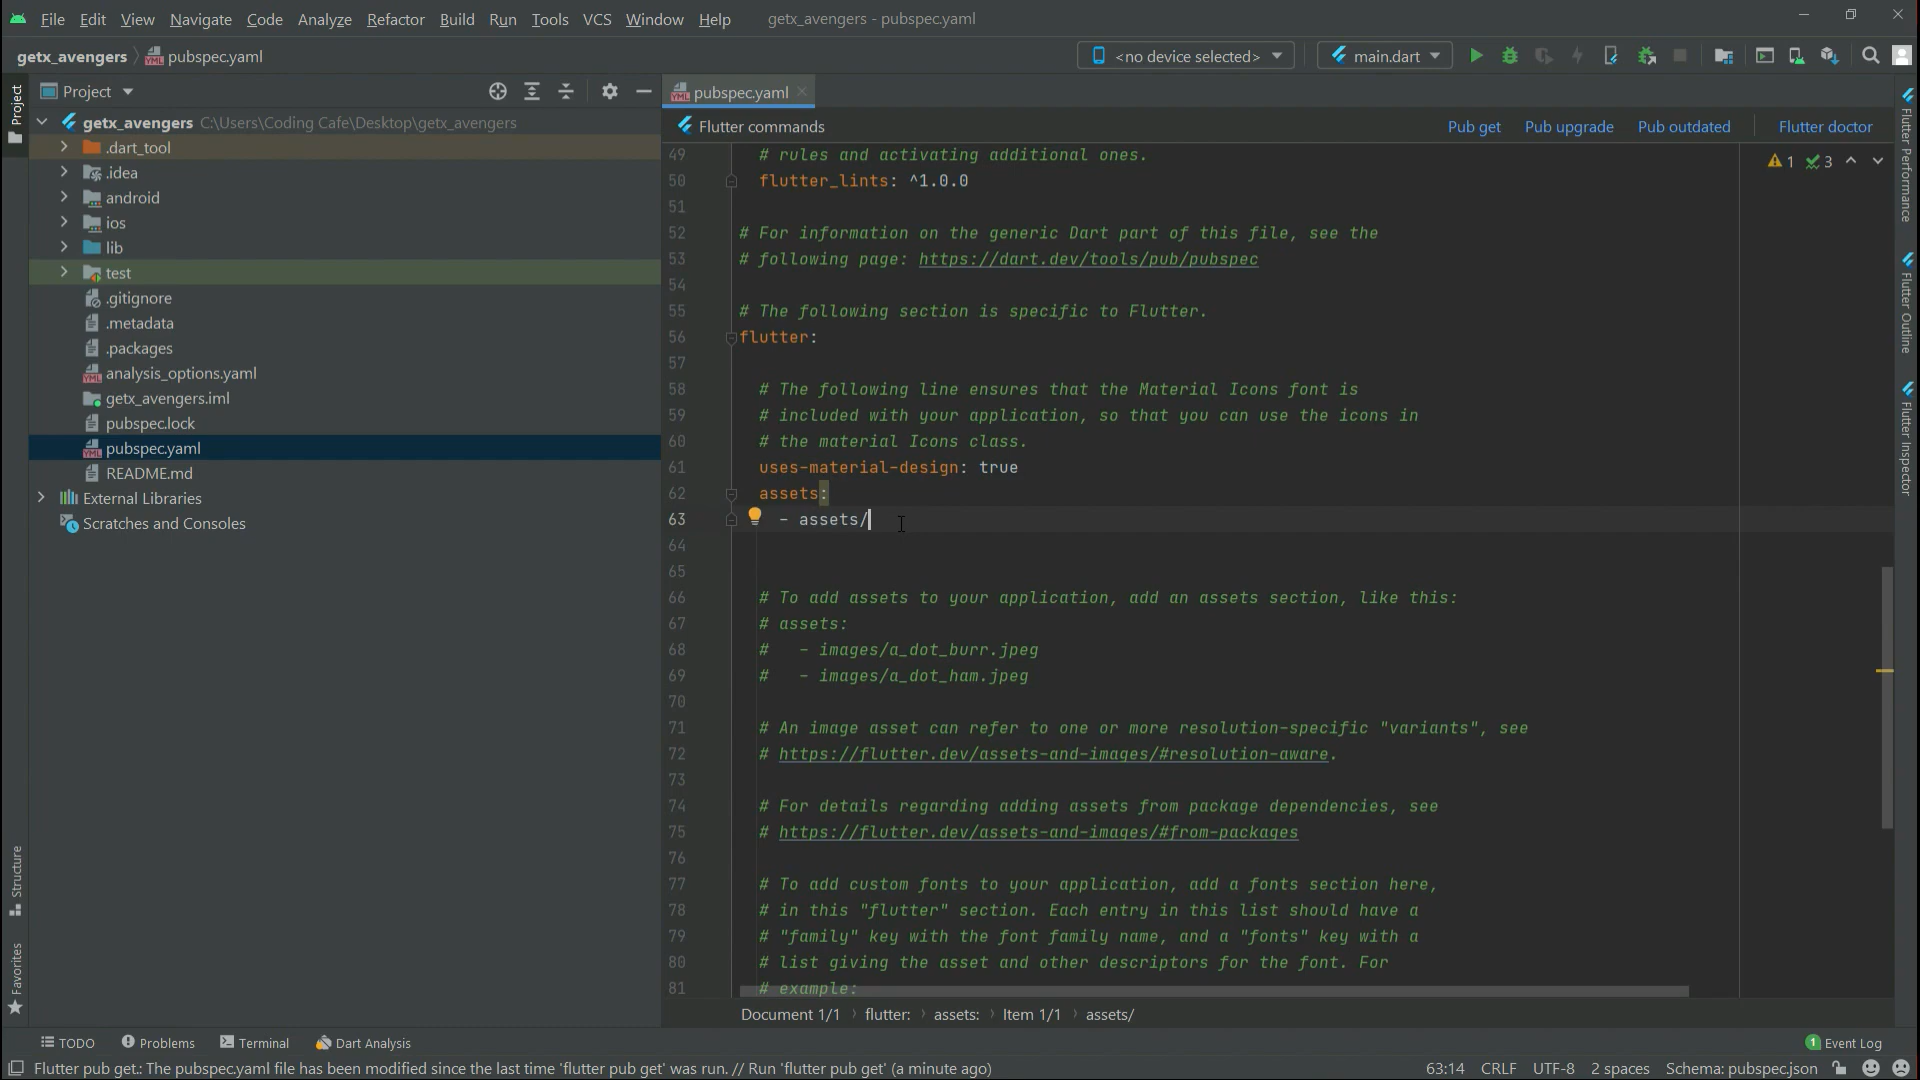 File Edit View Navigate Code Analyze Refactor Build Run Tools VCS Window Help getx_avengers - pubspec.yaml
getx_avengers pubspec.yaml <no device selected> main.dart
Project pubspec.yaml
Flutter commands Pub get Pub upgrade Pub outdated Flutter doctor
Project
getx_avengers C:\Users\Coding Cafe\Desktop\getx_avengers
.dart_tool
.idea
android
ios
lib
test
.gitignore
.metadata
.packages
analysis_options.yaml
getx_avengers.iml
pubspec.lock
pubspec.yaml
README.md
External Libraries
Scratches and Consoles
Structure
Favorites
1 3
49 # rules and activating additional ones.
50 flutter_lints: ^1.0.0
51
52 # For information on the generic Dart part of this file, see the
53 # following page: https://dart.dev/tools/pub/pubspec
54
55 # The following section is specific to Flutter.
56 flutter:
57
58 # The following line ensures that the Material Icons font is
59 # included with your application, so that you can use the icons in
60 # the material Icons class.
61 uses-material-design: true
62 assets:
63 - assets/
64
65
66 # To add assets to your application, add an assets section, like this:
67 # assets:
68 # - images/a_dot_burr.jpeg
69 # - images/a_dot_ham.jpeg
70
71 # An image asset can refer to one or more resolution-specific "variants", see
72 # https://flutter.dev/assets-and-images/#resolution-aware.
73
74 # For details regarding adding assets from package dependencies, see
75 # https://flutter.dev/assets-and-images/#from-packages
76
77 # To add custom fonts to your application, add a fonts section here,
78 # in this "flutter" section. Each entry in this list should have a
79 # "family" key with the font family name, and a "fonts" key with a
80 # list giving the asset and other descriptors for the font. For
81 # example:
Flutter Performance
Flutter Outline
Flutter Inspector
Document 1/1 flutter: assets: Item 1/1 assets/
TODO Problems Terminal Dart Analysis 1 Event Log
Flutter pub get.: The pubspec.yaml file has been modified since the last time 'flutter pub get' was run. // Run 'flutter pub get' (a minute ago) 63:14 CRLF UTF-8 2 spaces Schema: pubspec.json